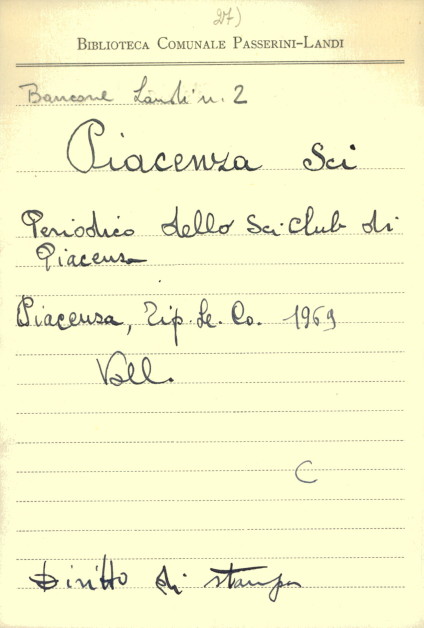 27)
BIBLIOTECA COMUNALE PASSERINI-LANDI
Bancone Landi n. 2
Piacenza Sci
Periodico dello Sci Club di
Piacenza
Piacenza, Tip. Le. Co. 1969
Voll.
C
Diritto di stampa